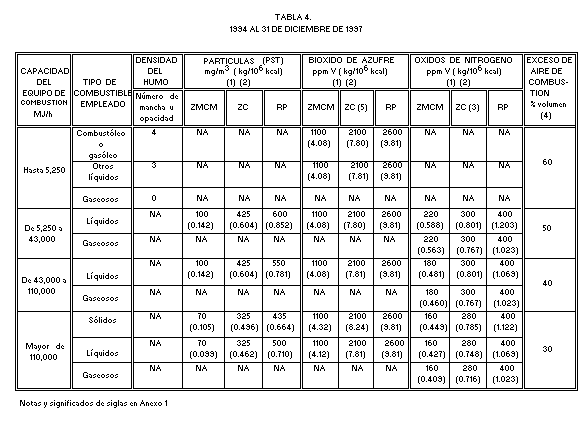 TABLA 4.
1994 AL 31 DE DICIEMBRE DE 1997
CAPACIDAD DEL EQUIPO DE COMBUSTION MJ/h | TIPO DE COMBUSTIBLE EMPLEADO | DENSIDAD DEL HUMO | PARTICULAS (PST) mg/m³ ( kg/10⁶ kcal) (1) (2) | BIOXIDO DE AZUFRE ppm V ( kg/10⁶ kcal) (1) (2) | OXIDOS DE NITROGENO ppm V ( kg/10⁶ kcal) (1) (2) | EXCESO DE AIRE DE COMBUS-TION % volumen (4)
Número de mancha u opacidad | ZMCM | ZC | RP | ZMCM | ZC (5) | RP | ZMCM | ZC (3) | RP
Hasta 5,250 | Combustóleo o gasóleo | 4 | NA | NA | NA | 1100 (4.08) | 2100 (7.80) | 2600 (9.81) | NA | NA | NA | 60
Otros líquidos | 3 | NA | NA | NA | 1100 (4.08) | 2100 (7.81) | 2600 (9.81) | NA | NA | NA
Gaseosos | 0 | NA | NA | NA | NA | NA | NA | NA | NA | NA
De 5,250 a 43,000 | Líquidos | NA | 100 (0.142) | 425 (0.604) | 600 (0.852) | 1100 (4.08) | 2100 (7.81) | 2600 (9.81) | 220 (0.588) | 300 (0.801) | 400 (1.203) | 50
Gaseosos | NA | NA | NA | NA | NA | NA | NA | 220 (0.563) | 300 (0.767) | 400 (1.023)
De 43,000 a 110,000 | Líquidos | NA | 100 (0.142) | 425 (0.604) | 550 (0.781) | 1100 (4.08) | 2100 (7.81) | 2600 (9.81) | 180 (0.481) | 300 (0.801) | 400 (1.069) | 40
Gaseosos | NA | NA | NA | NA | NA | NA | NA | 180 (0.460) | 300 (0.767) | 400 (1.023)
Mayor de 110,000 | Sólidos | NA | 70 (0.105) | 325 (0.496) | 435 (0.664) | 1100 (4.32) | 2100 (8.24) | 2600 (9.81) | 160 (0.449) | 280 (0.785) | 400 (1.122) | 30
Líquidos | NA | 70 (0.099) | 325 (0.462) | 500 (0.710) | 1100 (4.12) | 2100 (7.81) | 2600 (9.81) | 160 (0.427) | 280 (0.748) | 400 (1.069)
Gaseosos | NA | NA | NA | NA | NA | NA | NA | 160 (0.409) | 280 (0.716) | 400 (1.023)
Notas y significados de siglas en Anexo 1